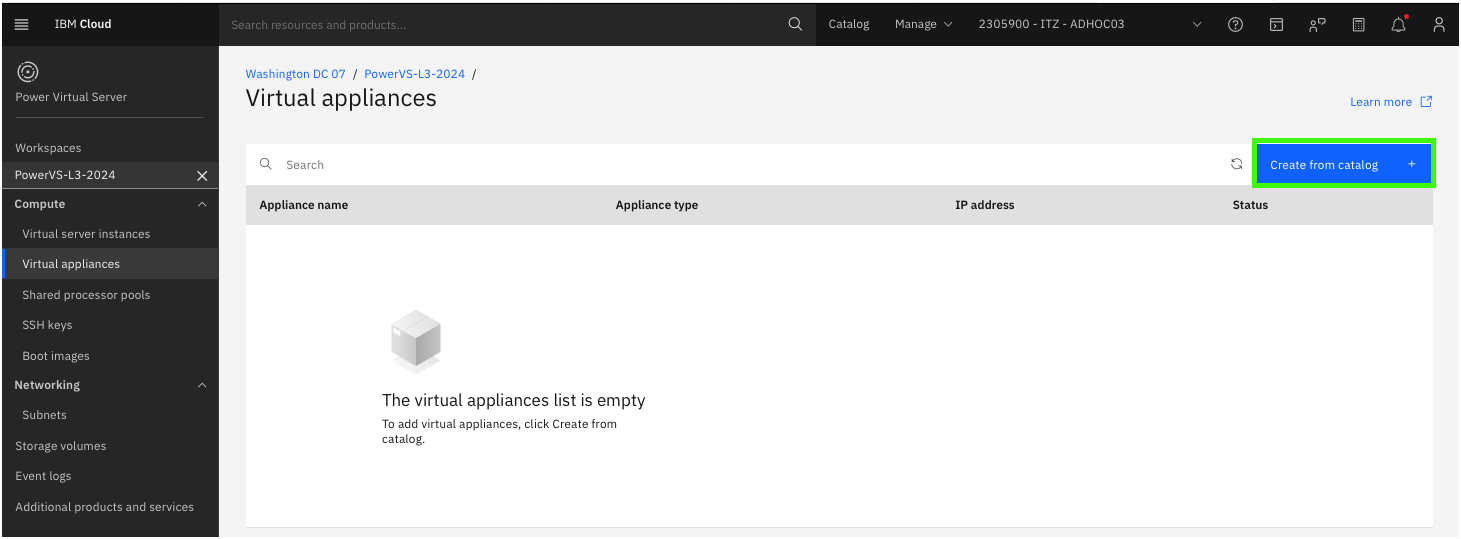 IBM Cloud
Search resources and products...
Catalog
Manage
2305900 - ITZ - ADHOC03
Power Virtual Server
Workspaces
PowerVS-L3-2024
Compute
Virtual server instances
Virtual appliances
Shared processor pools
SSH keys
Boot images
Networking
Subnets
Storage volumes
Event logs
Additional products and services
Washington DC 07 / PowerVS-L3-2024 /
Virtual appliances
Learn more
Search
Create from catalog +
Appliance name
Appliance type
IP address
Status
The virtual appliances list is empty
To add virtual appliances, click Create from
catalog.